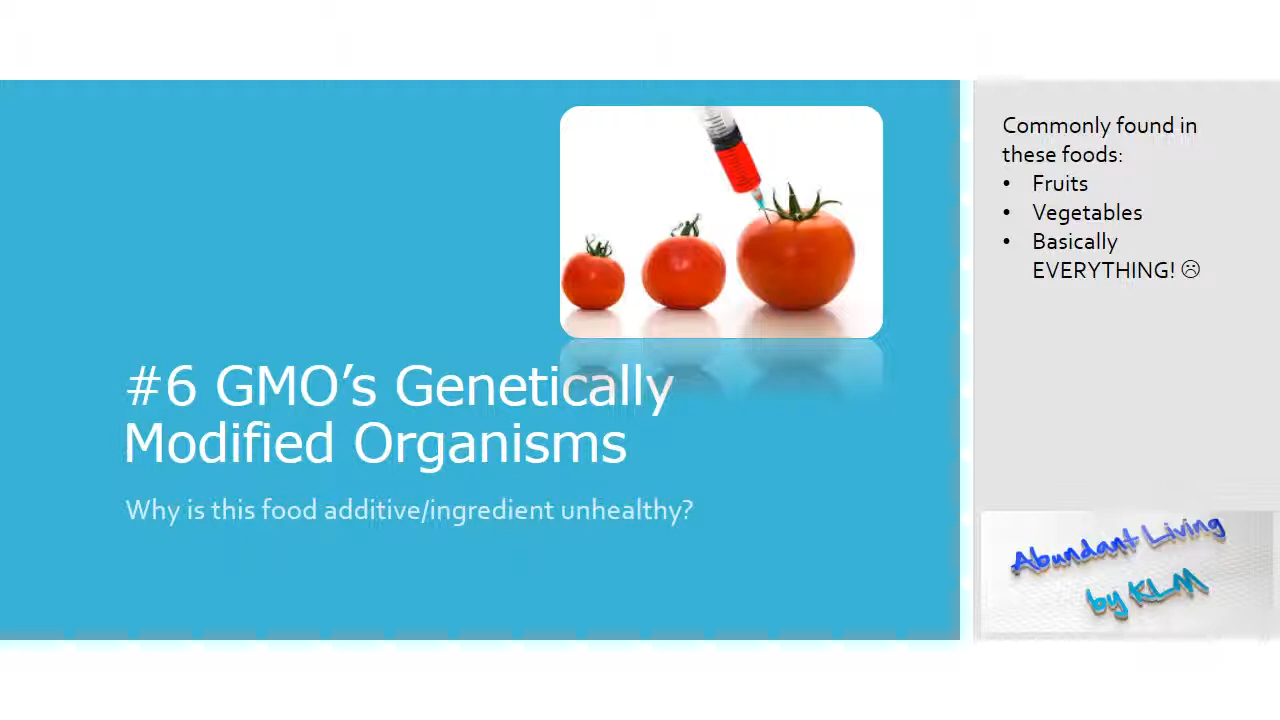 #6 GMO’s Genetically
Modified Organisms
Why is this food additive/ingredient unhealthy?
Commonly found in
these foods:
• Fruits
• Vegetables
• Basically
EVERYTHING! ☹
Abundant Living
by KLM